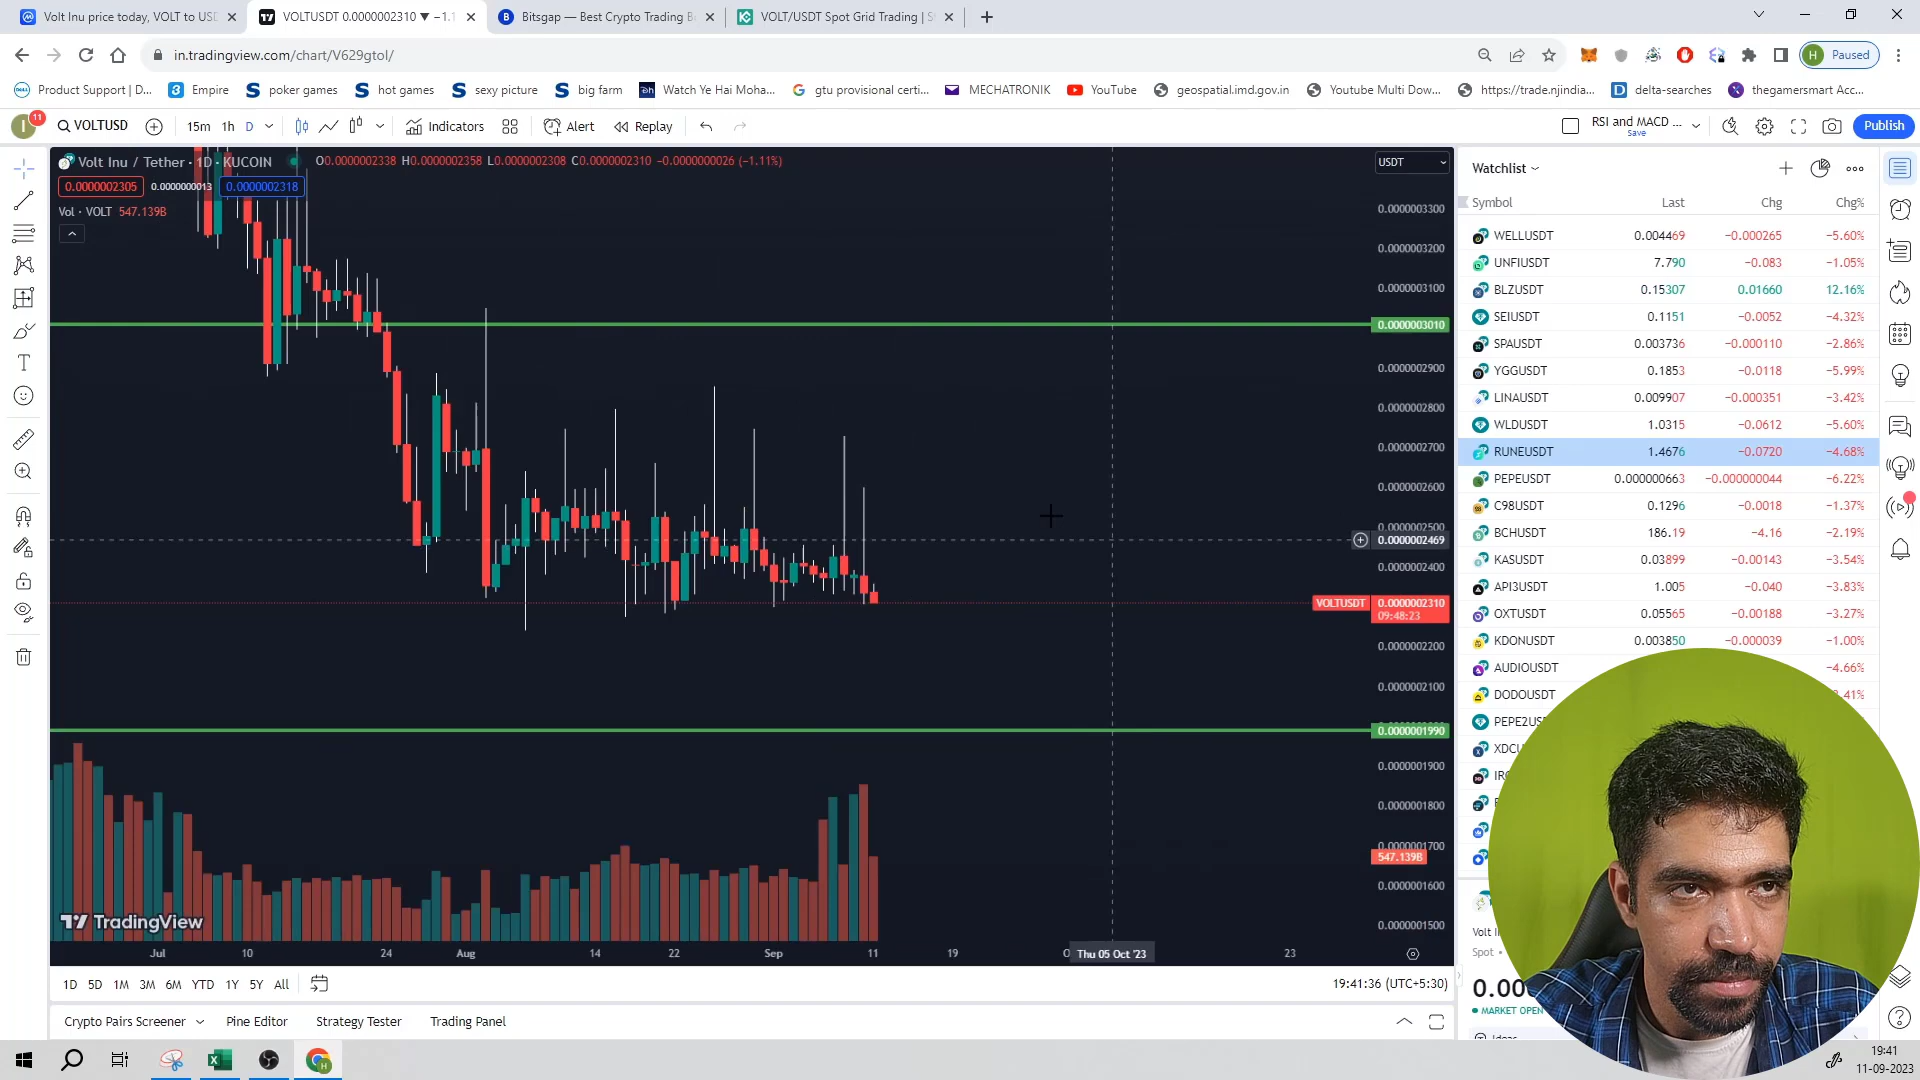 Volt Inu price today, VOLT to USD
VOLTUSDT 0.0000002310 ▼ −1.1
Bitsgap — Best Crypto Trading B
VOLT/USDT Spot Grid Trading | S
in.tradingview.com/chart/V629gtol/
H Paused
Product Support | D...
Empire
poker games
hot games
sexy picture
big farm
Watch Ye Hai Moha...
gtu provisional certi...
MECHATRONIK
YouTube
geospatial.imd.gov.in
Youtube Multi Dow...
https://trade.njindia...
delta-searches
thegamersmart Acc...
I 11
VOLTUSD
15m 1h D
Indicators
Alert
Replay
RSI and MACD ...
Save
Publish
Volt Inu / Tether · 1D · KUCOIN
O0.0000002338 H0.0000002358 L0.0000002308 C0.0000002310 −0.0000000026 (−1.11%)
0.0000002305 0.0000000013 0.0000002318
Vol · VOLT 547.139B
USDT
0.0000003300
0.0000003200
0.0000003100
0.0000003010
0.0000002900
0.0000002800
0.0000002700
0.0000002600
0.0000002500
0.0000002469
0.0000002400
VOLTUSDT 0.0000002310
09:48:23
0.0000002200
0.0000002100
0.0000001990
0.0000001900
0.0000001800
0.0000001700
547.139B
0.0000001600
0.0000001500
TradingView
Jul 10 24 Aug 14 22 Sep 11 19 Thu 05 Oct '23 23
1D 5D 1M 3M 6M YTD 1Y 5Y All
19:41:36 (UTC+5:30)
Crypto Pairs Screener
Pine Editor
Strategy Tester
Trading Panel
Watchlist
Symbol Last Chg Chg%
WELLUSDT 0.004469 −0.000265 −5.60%
UNFIUSDT 7.790 −0.083 −1.05%
BLZUSDT 0.15307 0.01660 12.16%
SEIUSDT 0.1151 −0.0052 −4.32%
SPAUSDT 0.003736 −0.000110 −2.86%
YGGUSDT 0.1853 −0.0118 −5.99%
LINAUSDT 0.009907 −0.000351 −3.42%
WLDUSDT 1.0315 −0.0612 −5.60%
RUNEUSDT 1.4676 −0.0720 −4.68%
PEPEUSDT 0.000000663 −0.000000044 −6.22%
C98USDT 0.1296 −0.0018 −1.37%
BCHUSDT 186.19 −4.16 −2.19%
KASUSDT 0.03899 −0.00143 −3.54%
API3USDT 1.005 −0.040 −3.83%
OXTUSDT 0.05565 −0.00188 −3.27%
KDONUSDT 0.003850 −0.000039 −1.00%
AUDIOUSDT −4.66%
DODOUSDT .41%
PEPE2US
XDCU
Volt I
Spot
0.00
MARKET OPEN
19:41
11-09-2023